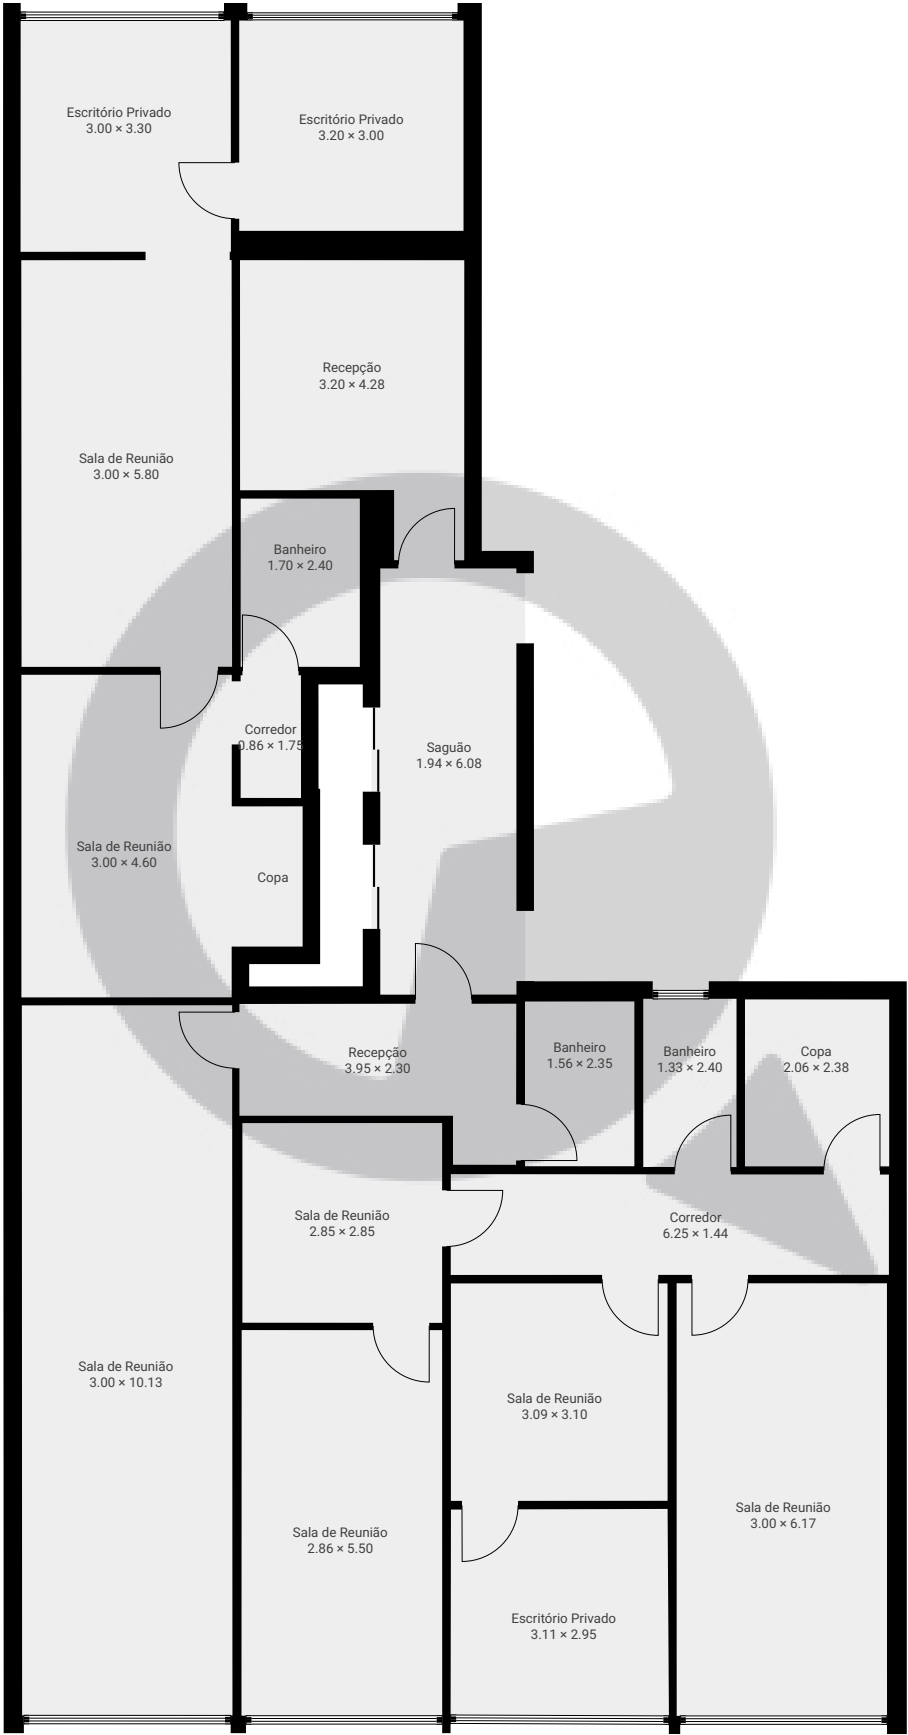 Escritório Privado
3.00 × 3.30
Escritório Privado
3.20 × 3.00
Recepção
3.20 × 4.28
Sala de Reunião
3.00 × 5.80
Banheiro
1.70 × 2.40
Corredor
0.86 × 1.75
Saguão
1.94 × 6.08
Sala de Reunião
3.00 × 4.60
Copa
Recepção
3.95 × 2.30
Banheiro
1.56 × 2.35
Banheiro
1.33 × 2.40
Copa
2.06 × 2.38
Sala de Reunião
2.85 × 2.85
Corredor
6.25 × 1.44
Sala de Reunião
3.00 × 10.13
Sala de Reunião
3.09 × 3.10
Sala de Reunião
3.00 × 6.17
Sala de Reunião
2.86 × 5.50
Escritório Privado
3.11 × 2.95